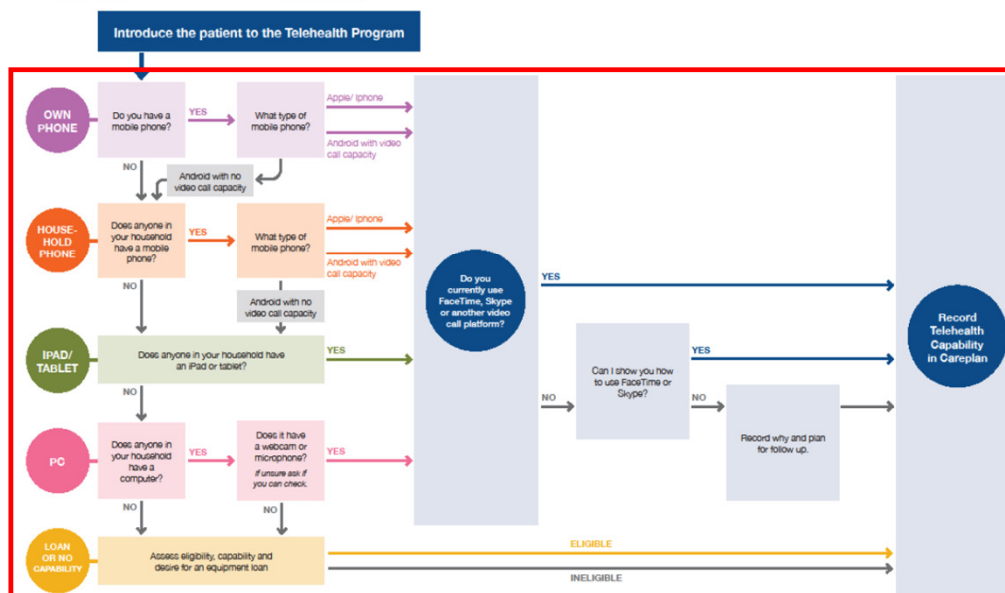 Introduce the patient to the Telehealth Program
OWN
PHONE
Do you have a
mobile phone?
YES
What type of
mobile phone?
Apple/ Iphone
Android with video
call capacity
NO
Android with no
video call capacity
HOUSE-
HOLD
PHONE
Does anyone in
your household
have a mobile
phone?
YES
What type of
mobile phone?
Apple/ Iphone
Android with video
call capacity
NO
Android with no
video call capacity
IPAD/
TABLET
Does anyone in your household have
an iPad or tablet?
YES
NO
PC
Does anyone in
your household
have a
computer?
YES
Does it have
a webcam or
microphone?
If unsure ask if
you can check.
YES
NO
NO
LOAN
OR NO
CAPABILITY
Assess eligibility, capability and
desire for an equipment loan
ELIGIBLE
INELIGIBLE
Do you
currently use
FaceTime, Skype
or another video
call platform?
YES
NO
Can I show you how
to use FaceTime or
Skype?
YES
NO
Record why and plan
for follow up.
Record
Telehealth
Capability
in Careplan